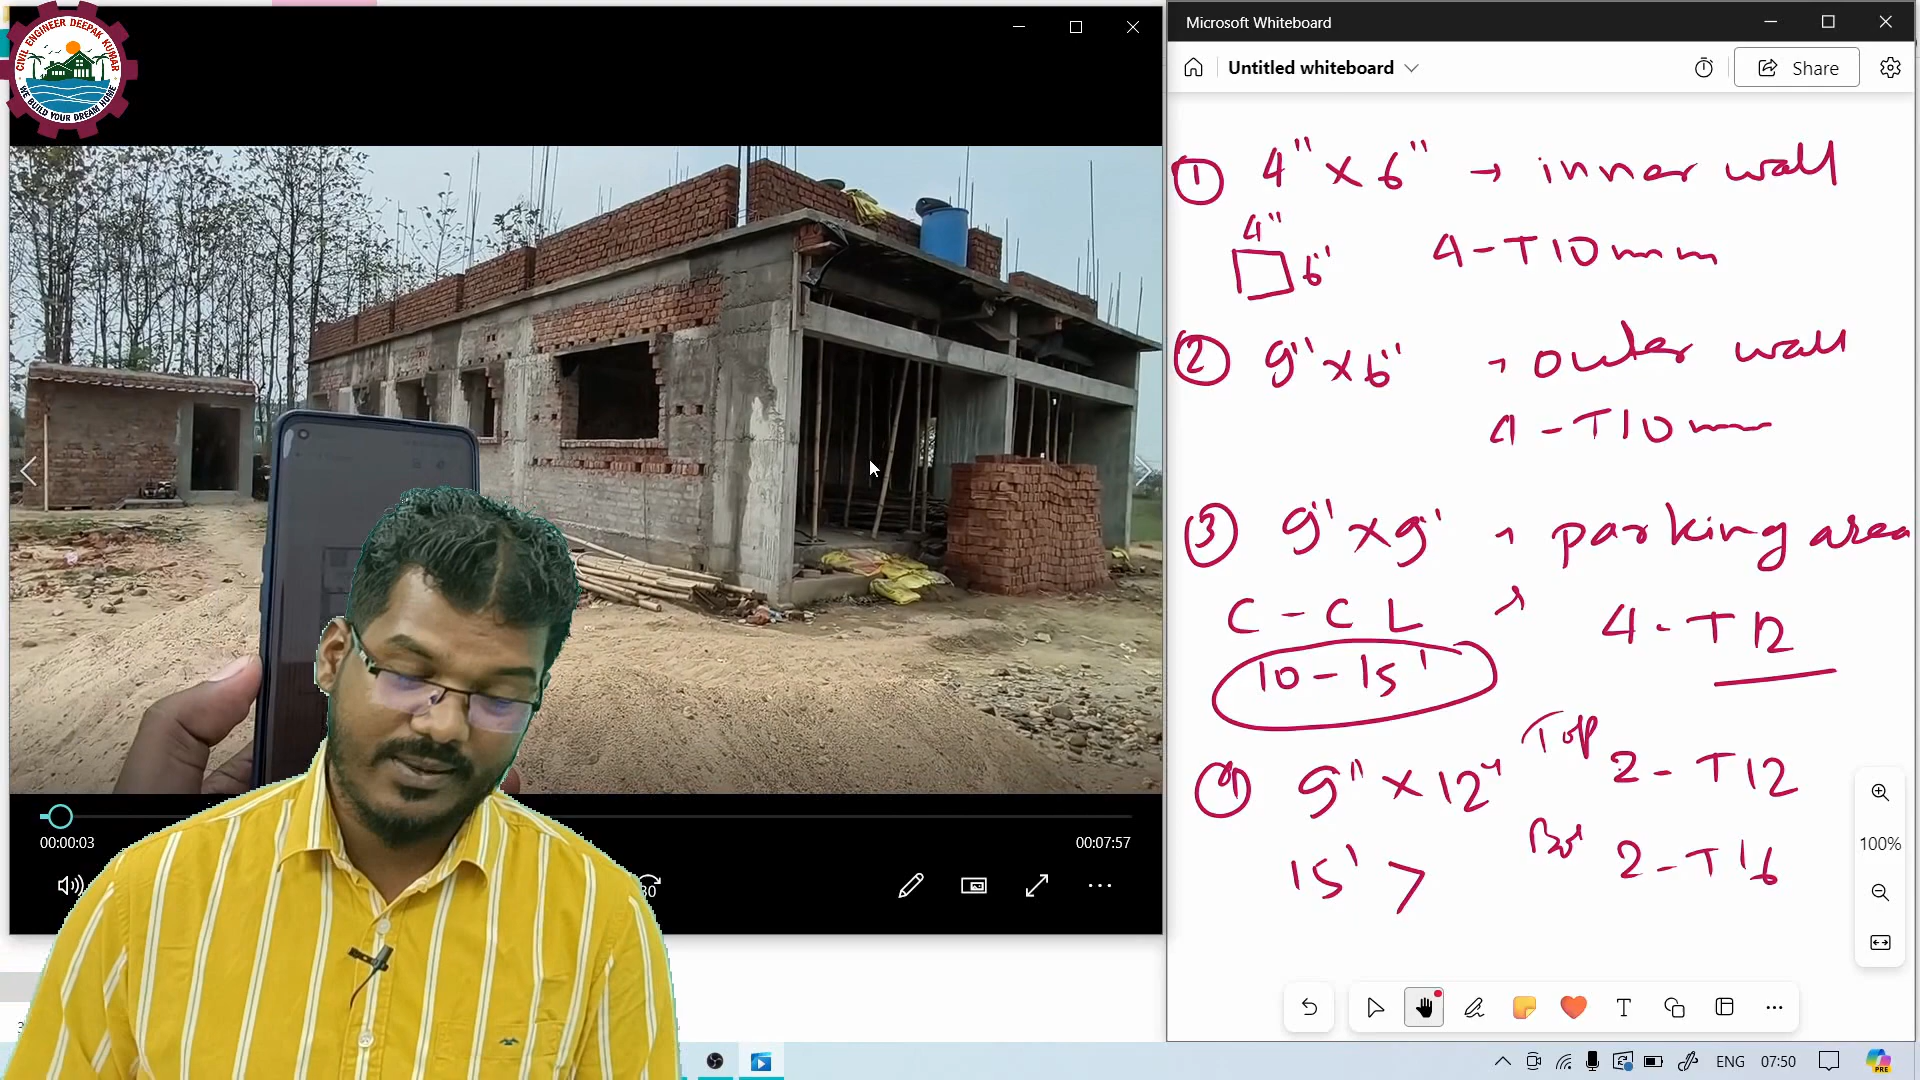 CIVIL ENGINEER DEEPAK KUMAR
WE BUILD YOUR DREAM HOME
Microsoft Whiteboard
Untitled whiteboard
Share
① 4" x 6" → inner wall
4"
6"
4-T10mm
② 9" x 6" → outer wall
4-T10mm
③ 9" x 9" → parking area
C-CL → 4-T12
10-15'
④ 9" x 12" Top 2-T12
15' > Bot 2-T16
100%
00:00:03
00:07:57
30
T
ENG
07:50
PRE